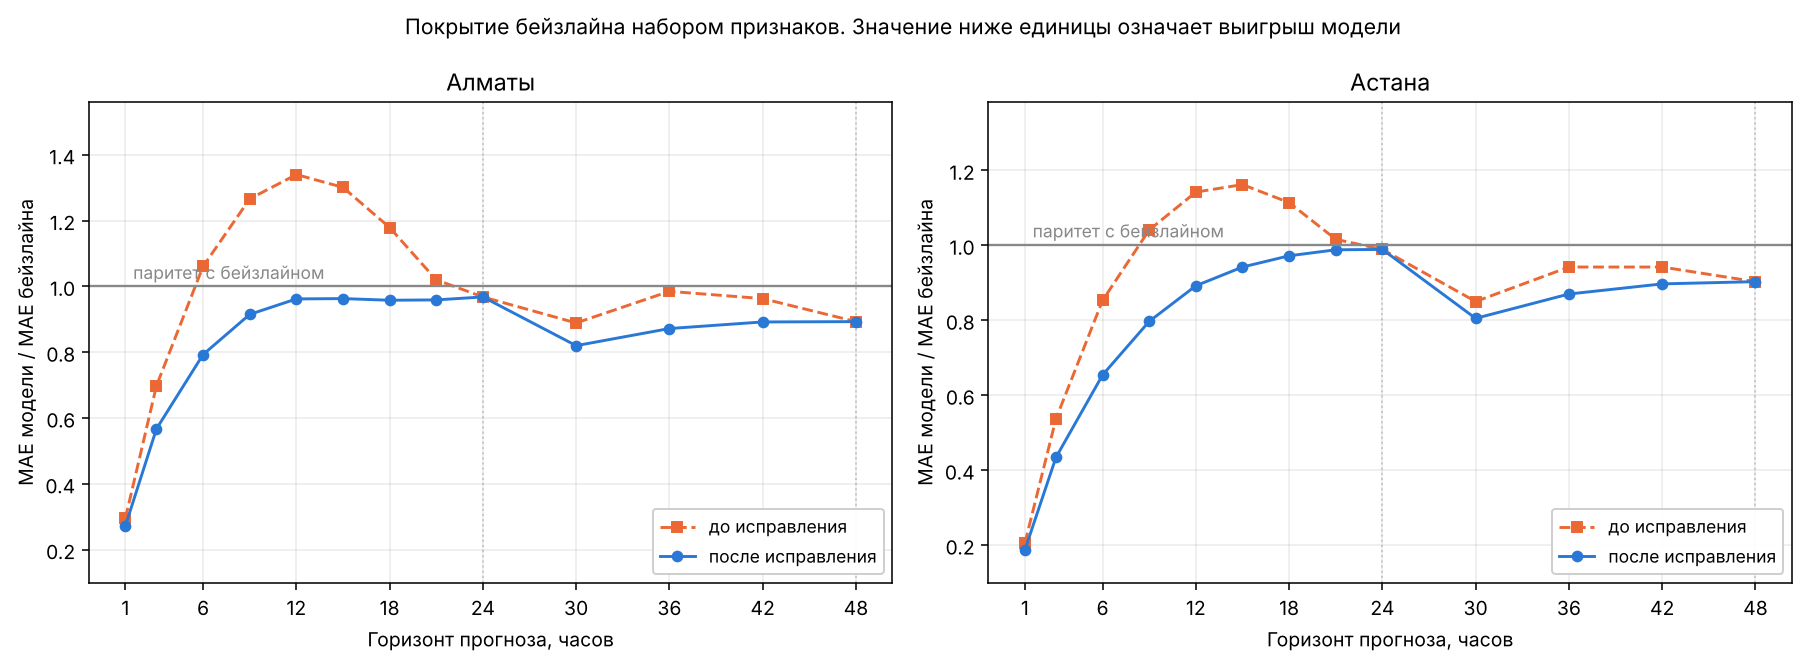 Покрытие бейзлайна набором признаков. Значение ниже единицы означает выигрыш модели
Алматы
МАЕ модели / МАЕ бейзлайна
1.4
1.2
1.0
0.8
0.6
0.4
0.2
паритет с бейзлайном
до исправления
после исправления
1 6 12 18 24 30 36 42 48
Горизонт прогноза, часов
Астана
МАЕ модели / МАЕ бейзлайна
1.2
1.0
0.8
0.6
0.4
0.2
паритет с бейзлайном
до исправления
после исправления
1 6 12 18 24 30 36 42 48
Горизонт прогноза, часов